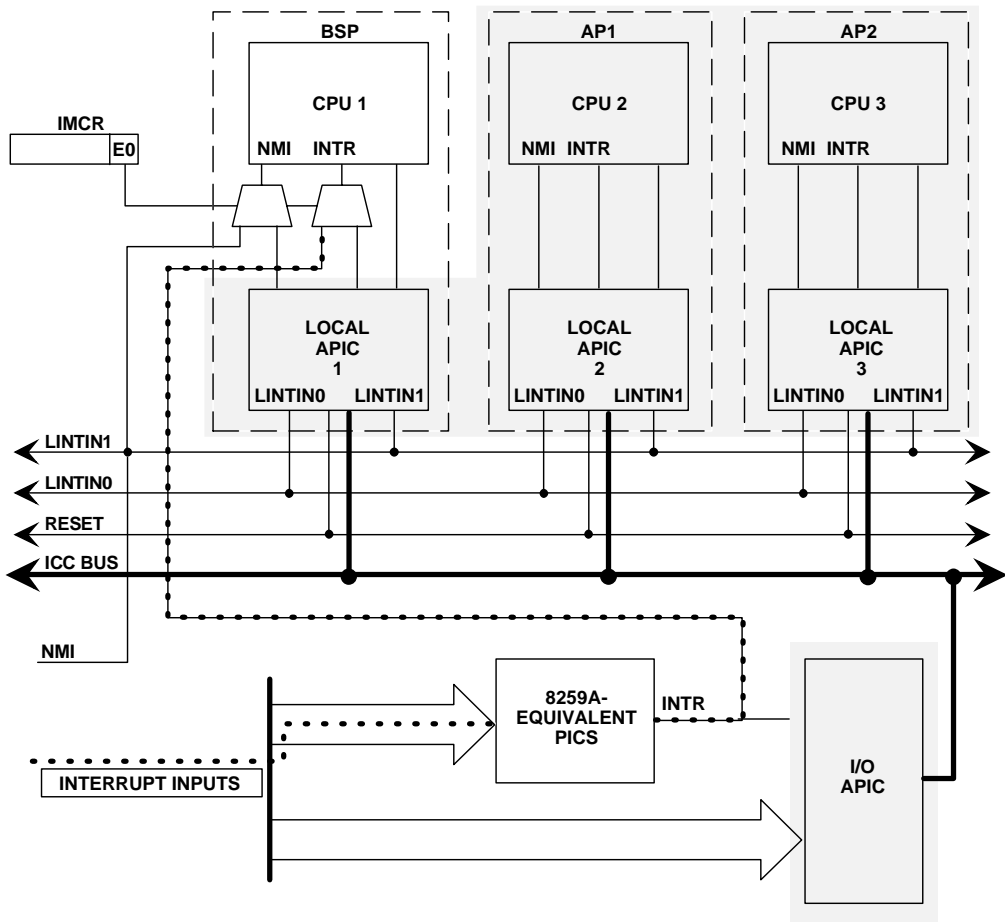 BSP
AP1
AP2
CPU 1
CPU 2
CPU 3
IMCR
E0
NMI INTR
NMI INTR
NMI INTR
LOCAL
APIC
1
LINTIN0 LINTIN1
LOCAL
APIC
2
LINTIN0 LINTIN1
LOCAL
APIC
3
LINTIN0 LINTIN1
LINTIN1
LINTIN0
RESET
ICC BUS
NMI
8259A-
EQUIVALENT
PICS
INTR
INTERRUPT INPUTS
I/O
APIC